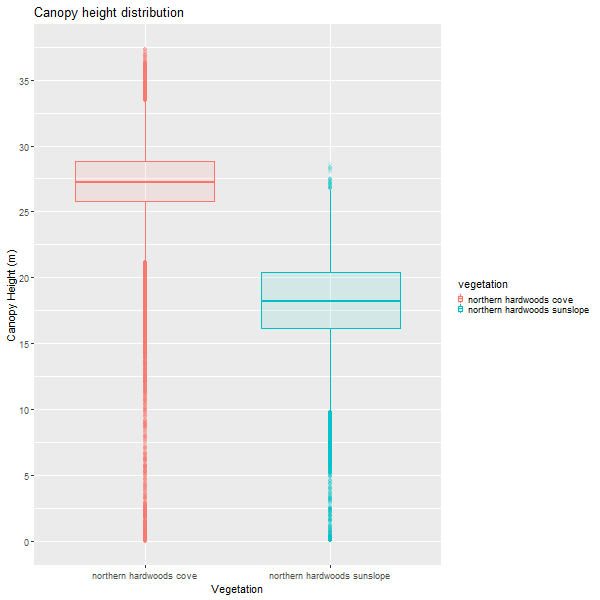 Canopy height distribution
Canopy Height (m)
35
30
25
20
15
10
5
0
northern hardwoods cove
northern hardwoods sunslope
Vegetation
vegetation
northern hardwoods cove
northern hardwoods sunslope